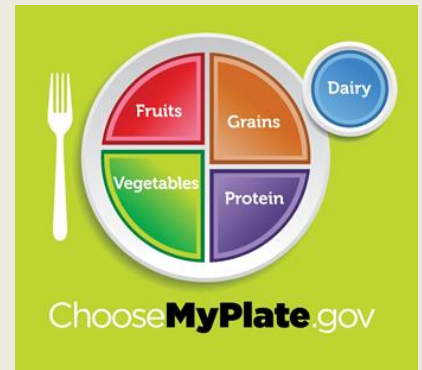 Fruits
Grains
Dairy
Vegetables
Protein
ChooseMyPlate.gov